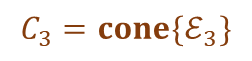 C₃ = cone{ℰ₃}